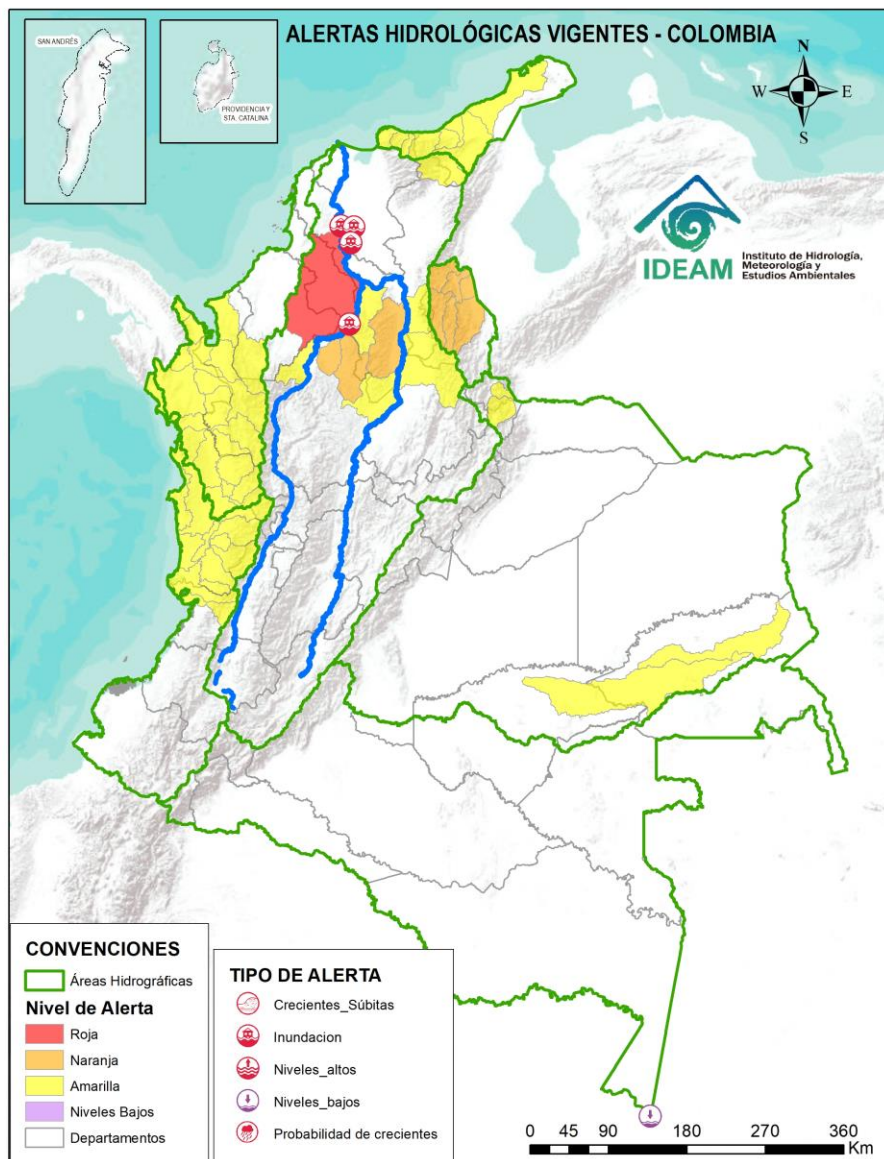 SAN ANDRÉS
PROVIDENCIA Y
STA. CATALINA
ALERTAS HIDROLÓGICAS VIGENTES - COLOMBIA
N
W
E
S
IDEAM
Instituto de Hidrología,
Meteorología y
Estudios Ambientales
CONVENCIONES
Áreas Hidrográficas
Nivel de Alerta
Roja
Naranja
Amarilla
Niveles Bajos
Departamentos
TIPO DE ALERTA
Crecientes_Súbitas
Inundacion
Niveles_altos
Niveles_bajos
Probabilidad de crecientes
0 45 90 180 270 360
Km